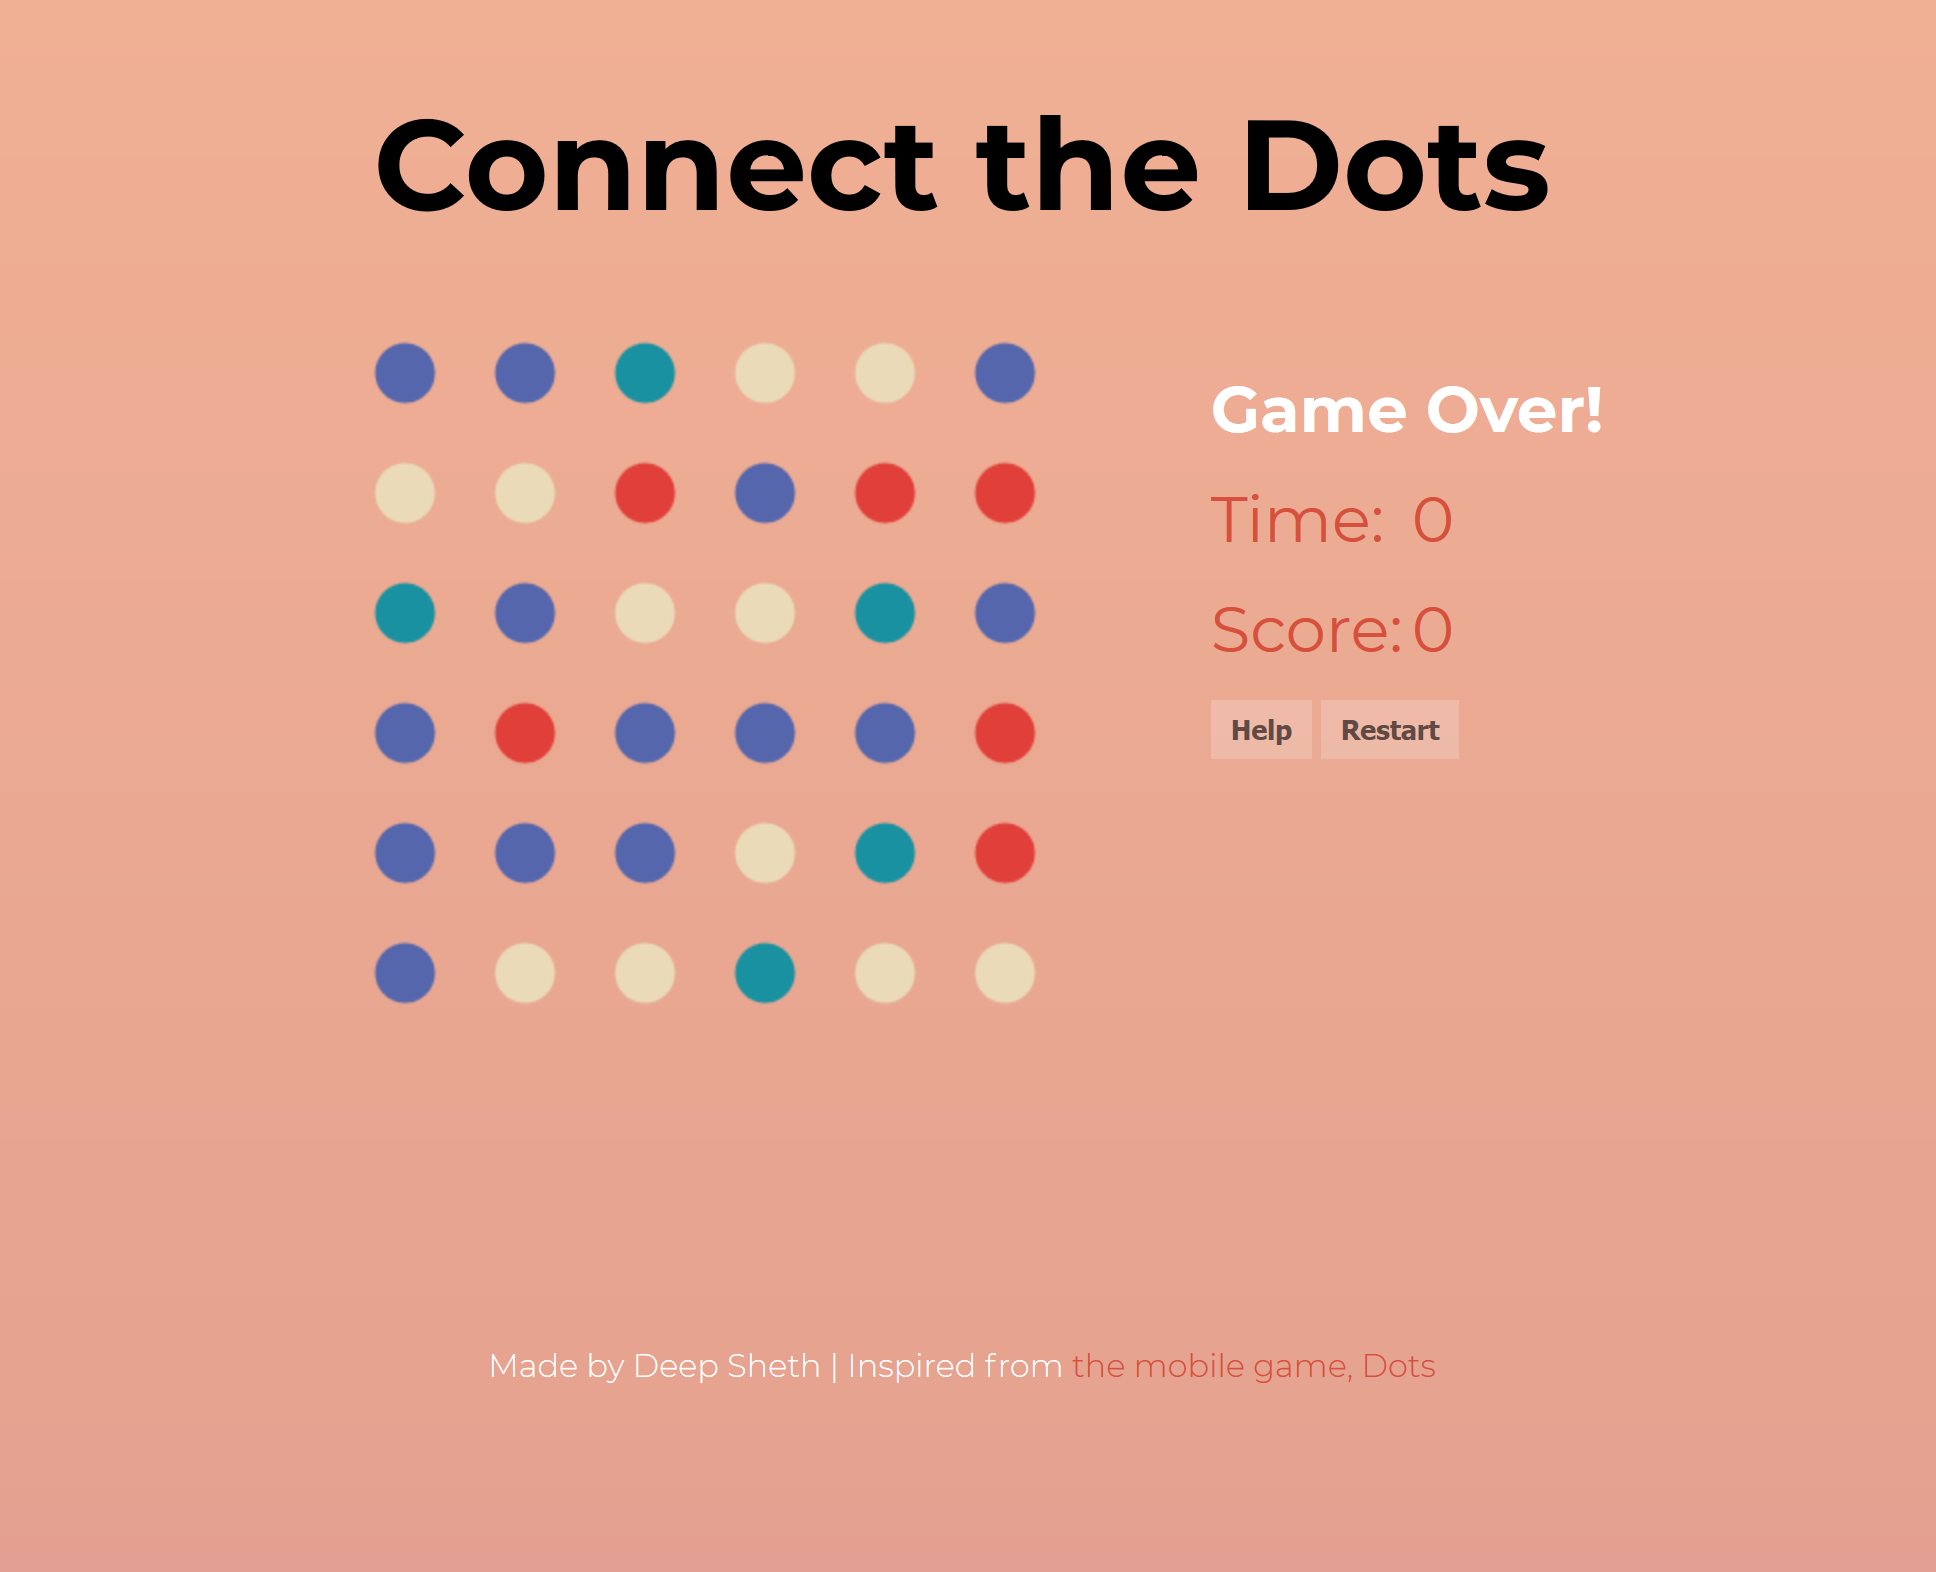 Connect the Dots
Game Over!
Time: 0
Score: 0
Help Restart
Made by Deep Sheth | Inspired from the mobile game, Dots